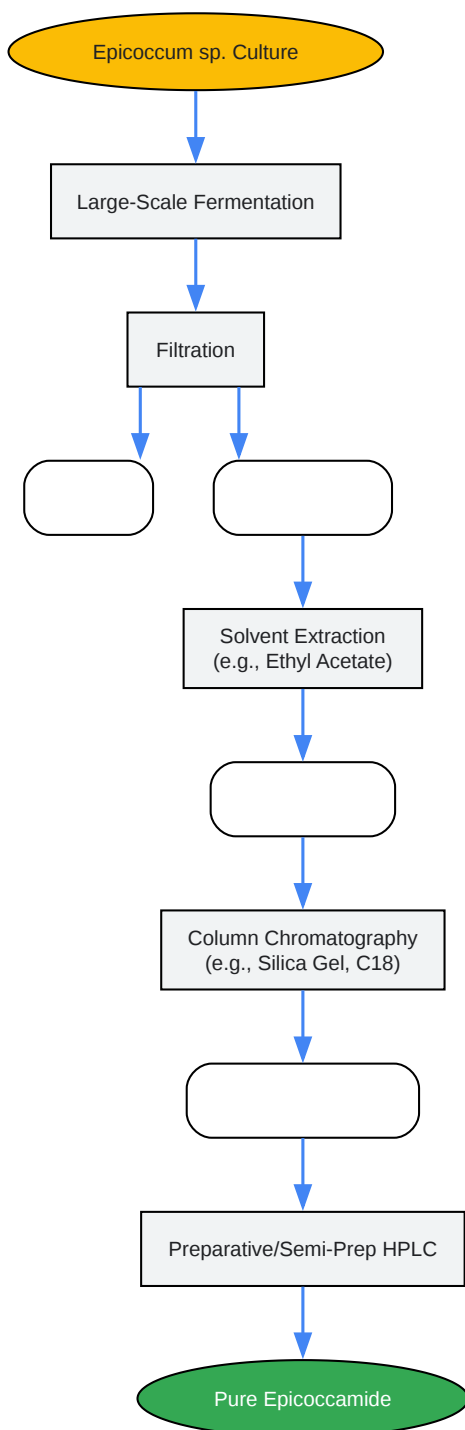 Epicoccum sp. Culture
Large-Scale Fermentation
Filtration
Solvent Extraction
(e.g., Ethyl Acetate)
Column Chromatography
(e.g., Silica Gel, C18)
Preparative/Semi-Prep HPLC
Pure Epicoccamide